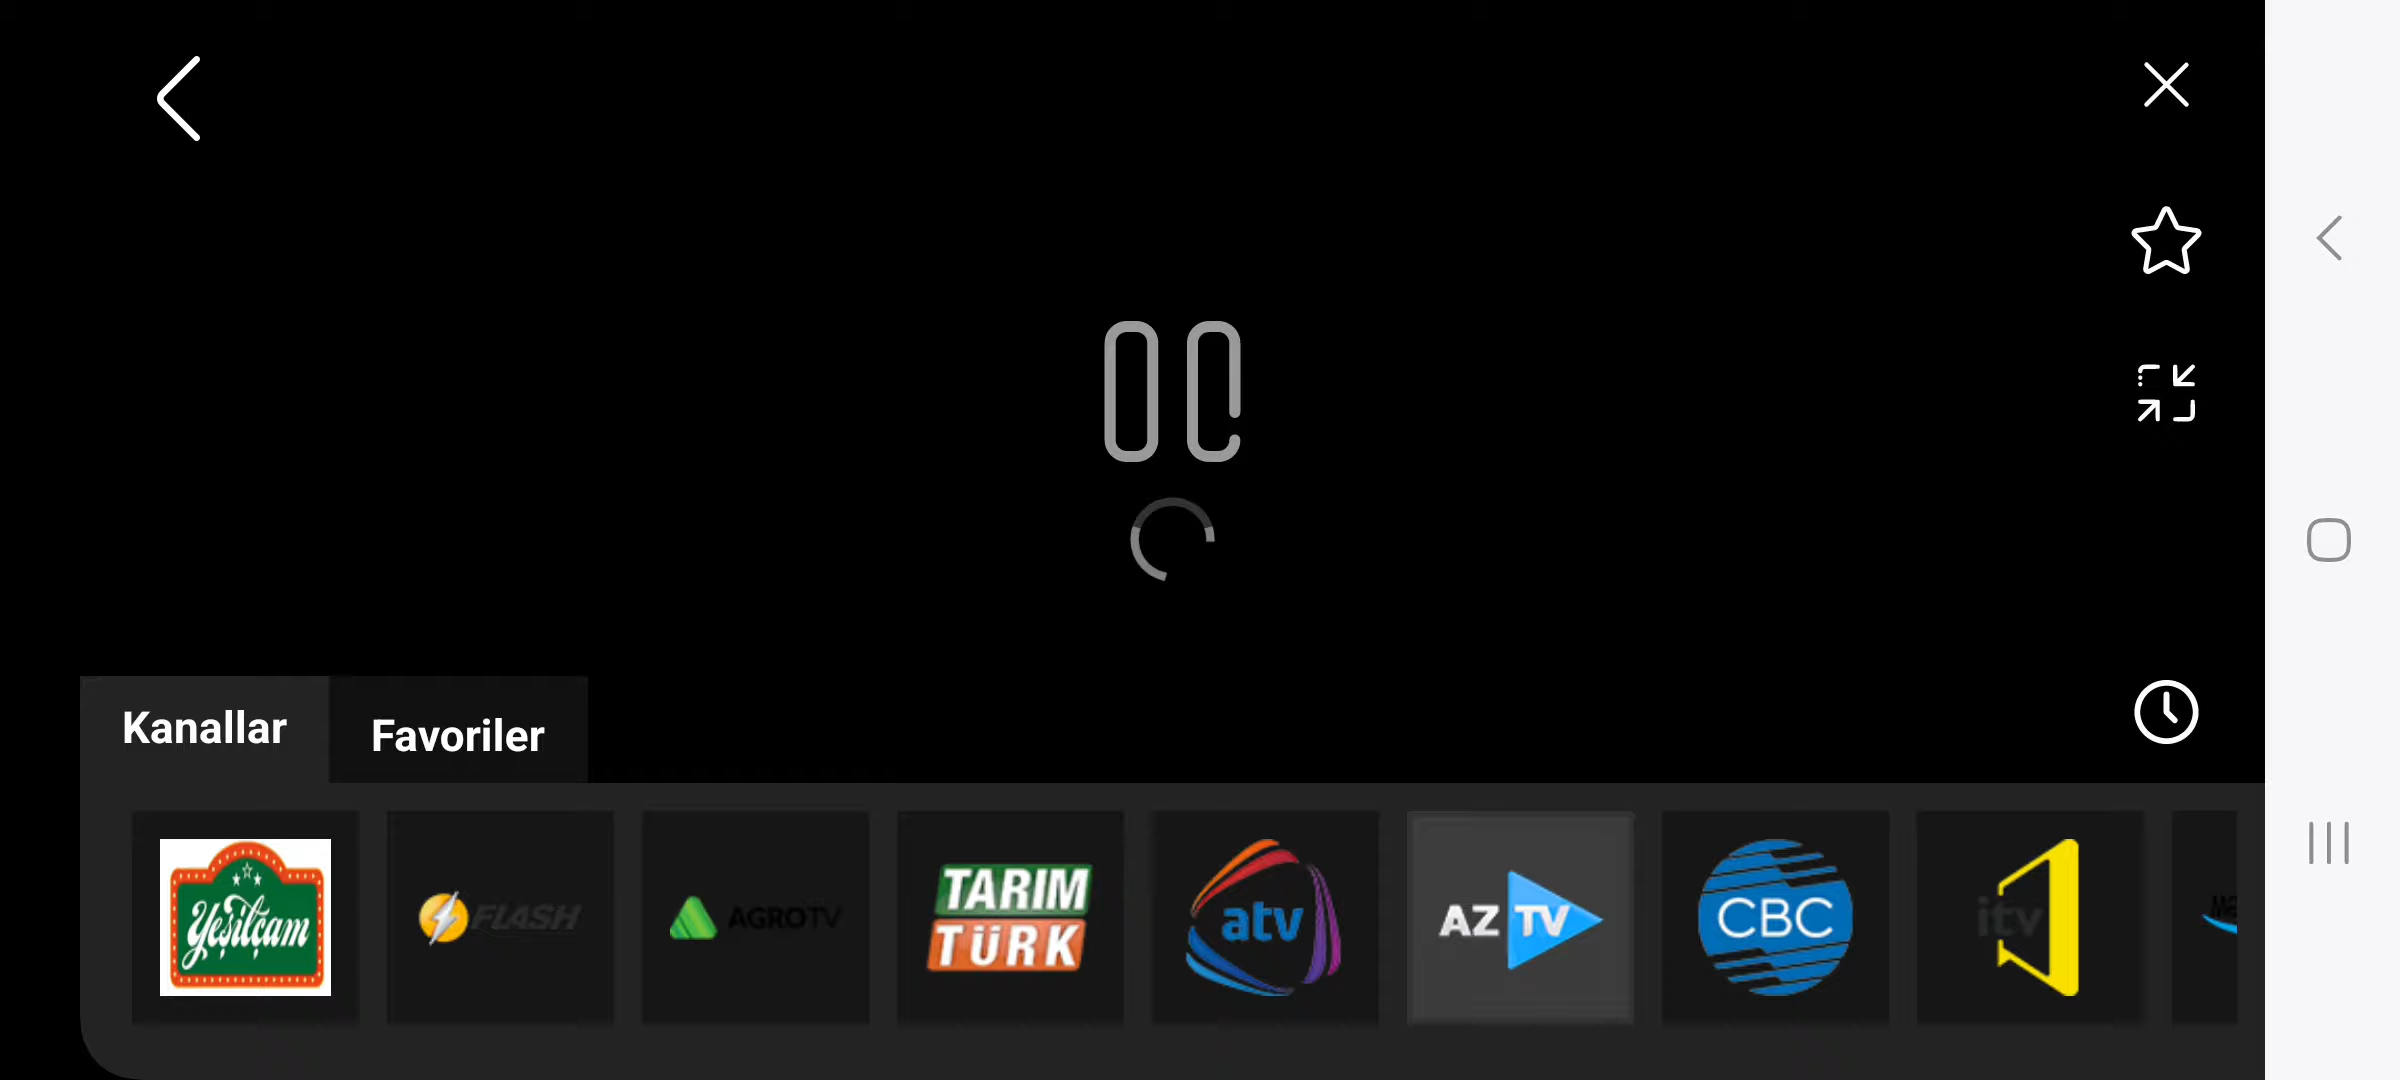 Kanallar
Favoriler
Yeşilçam
FLASH
AGROTV
TARIM
TÜRK
atv
AZ TV
CBC
itv